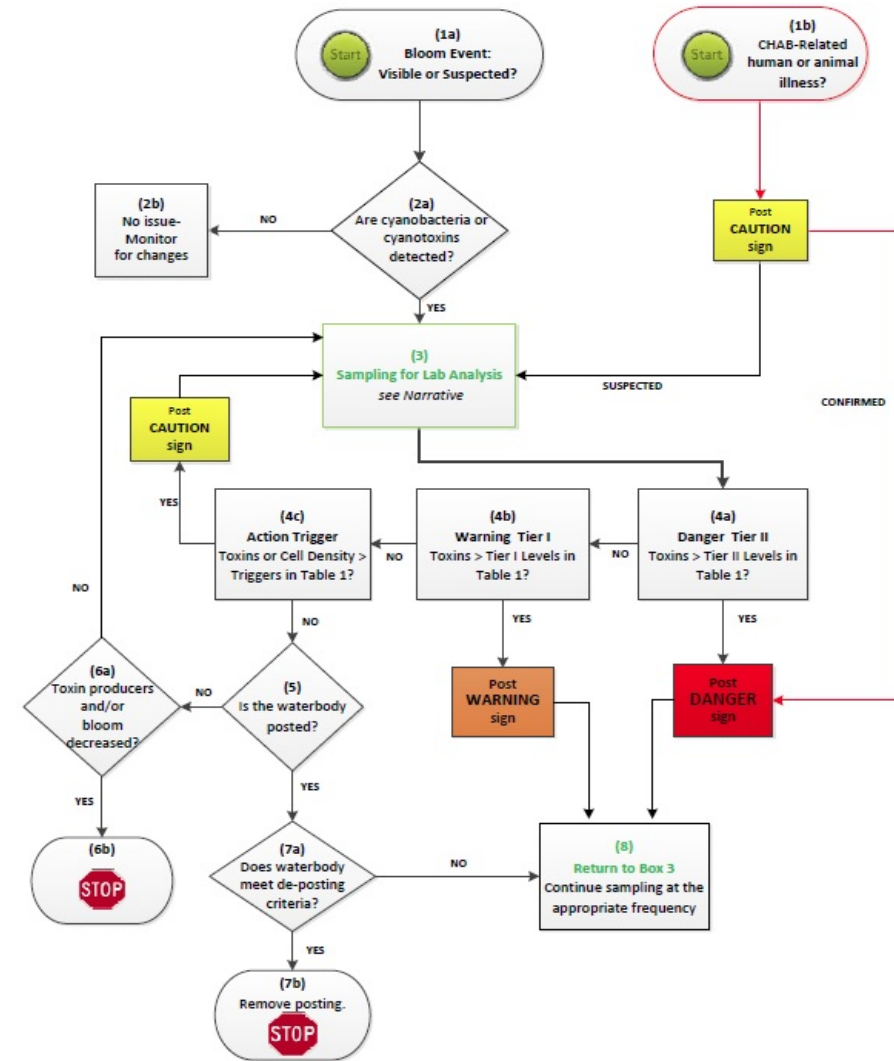 (1a)
Start
Bloom Event:
Visible or Suspected?
(1b)
Start
CHAB-Related
human or animal
illness?
(2a)
Are cyanobacteria or
cyanotoxins
detected?
NO
(2b)
No issue-
Monitor
for changes
Post
CAUTION
sign
YES
(3)
Sampling for Lab Analysis
see Narrative
SUSPECTED
CONFIRMED
Post
CAUTION
sign
YES
(4c)
Action Trigger
Toxins or Cell Density >
Triggers in Table 1?
NO
(4b)
Warning Tier I
Toxins > Tier I Levels in
Table 1?
NO
(4a)
Danger Tier II
Toxins > Tier II Levels in
Table 1?
NO
NO
YES
YES
(6a)
Toxin producers
and/or
bloom
decreased?
NO
(5)
Is the waterbody
posted?
Post
WARNING
sign
Post
DANGER
sign
YES
YES
(6b)
STOP
(7a)
Does waterbody
meet de-posting
criteria?
NO
(8)
Return to Box 3
Continue sampling at the
appropriate frequency
YES
(7b)
Remove posting.
STOP